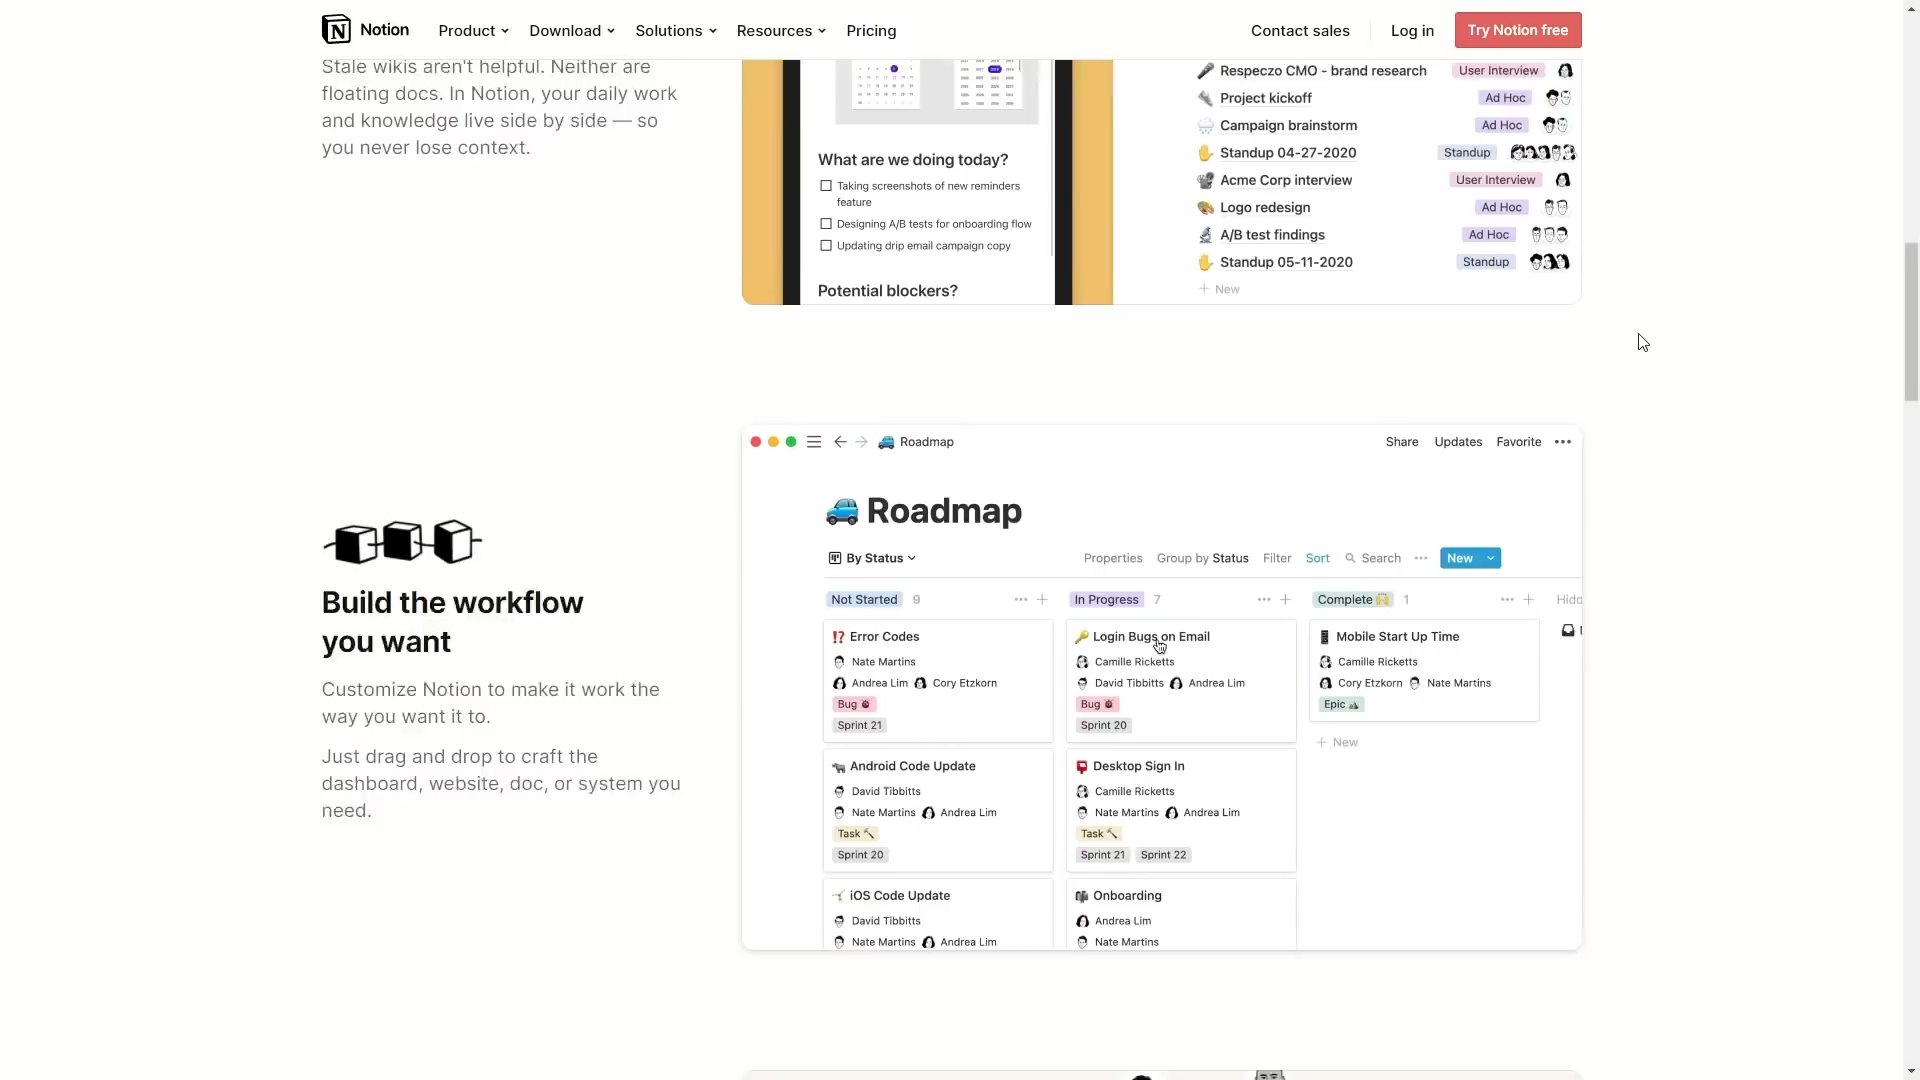 Notion
Product
Download
Solutions
Resources
Pricing
Contact sales
Log in
Try Notion free
Stale wikis aren't helpful. Neither are
floating docs. In Notion, your daily work
and knowledge live side by side — so
you never lose context.
What are we doing today?
Taking screenshots of new reminders
feature
Designing A/B tests for onboarding flow
Updating drip email campaign copy
Potential blockers?
Respeczo CMO - brand research User Interview
Project kickoff Ad Hoc
Campaign brainstorm Ad Hoc
Standup 04-27-2020 Standup
Acme Corp interview User Interview
Logo redesign Ad Hoc
A/B test findings Ad Hoc
Standup 05-11-2020 Standup
+ New
Build the workflow
you want
Customize Notion to make it work the
way you want it to.
Just drag and drop to craft the
dashboard, website, doc, or system you
need.
Roadmap
Share Updates Favorite
Roadmap
By Status
Properties Group by Status Filter Sort Search New
Not Started 9
Error Codes
Nate Martins
Andrea Lim Cory Etzkorn
Bug
Sprint 21
Android Code Update
David Tibbitts
Nate Martins Andrea Lim
Task
Sprint 20
iOS Code Update
David Tibbitts
Nate Martins Andrea Lim
In Progress 7
Login Bugs on Email
Camille Ricketts
David Tibbitts Andrea Lim
Bug
Sprint 20
Desktop Sign In
Camille Ricketts
Nate Martins Andrea Lim
Task
Sprint 21 Sprint 22
Onboarding
Andrea Lim
Nate Martins
Complete 1
Mobile Start Up Time
Camille Ricketts
Cory Etzkorn Nate Martins
Epic
+ New